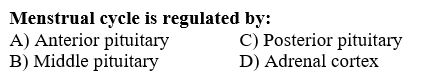 Menstrual cycle is regulated by:
A) Anterior pituitary C) Posterior pituitary
B) Middle pituitary D) Adrenal cortex